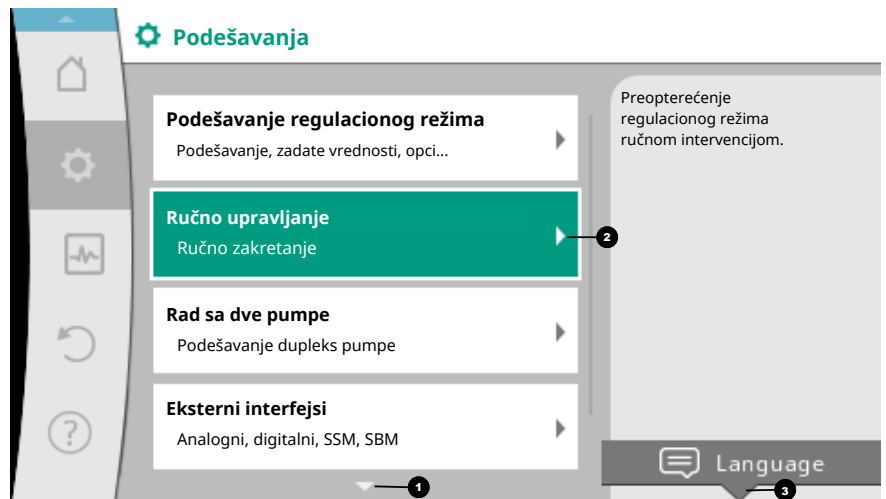 Podešavanja
Podešavanje regulacionog režima
Podešavanje, zadate vrednosti, opci...
Ručno upravljanje
Ručno zakretanje
2
Rad sa dve pumpe
Podešavanje dupleks pumpe
Eksterni interfejsi
Analogni, digitalni, SSM, SBM
1
Preopterećenje
regulacionog režima
ručnom intervencijom.
?
Language
3